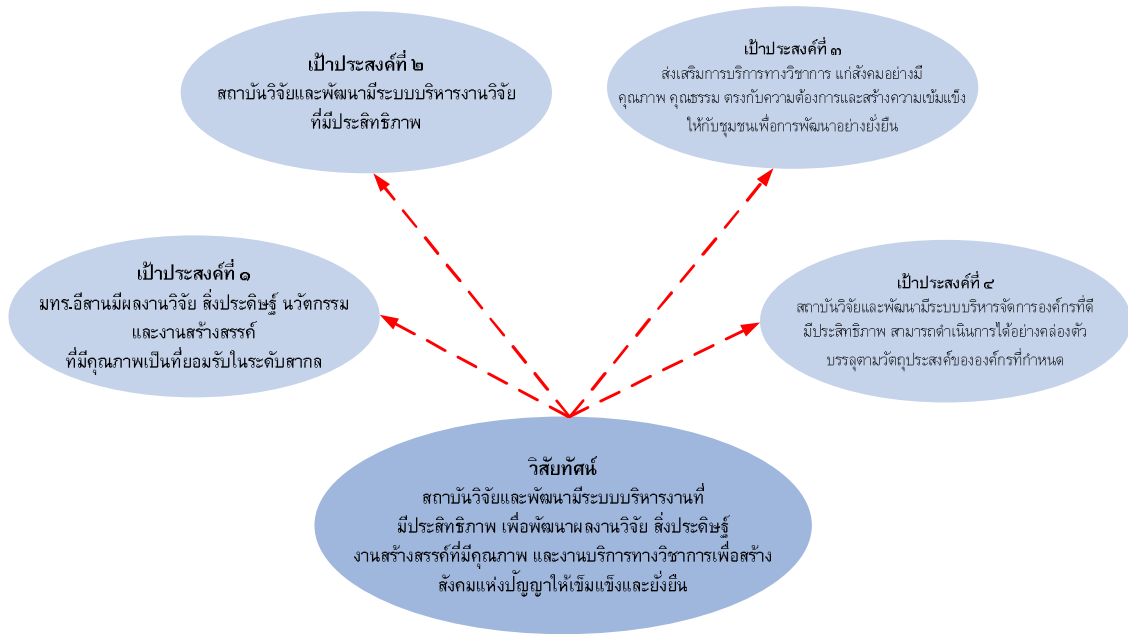 เป้าประสงค์ที่ ๒
สถาบันวิจัยและพัฒนามีระบบบริหารงานวิจัย
ที่มีประสิทธิภาพ
เป้าประสงค์ที่ ๓
ส่งเสริมการบริการทางวิชาการ แก่สังคมอย่างมี
คุณภาพ คุณธรรม ตรงกับความต้องการและสร้างความเข้มแข็ง
ให้กับชุมชนเพื่อการพัฒนาอย่างยั่งยืน
เป้าประสงค์ที่ ๑
มทร.อีสานมีผลงานวิจัย สิ่งประดิษฐ์ นวัตกรรม
และงานสร้างสรรค์
ที่มีคุณภาพเป็นที่ยอมรับในระดับสากล
เป้าประสงค์ที่ ๔
สถาบันวิจัยและพัฒนามีระบบบริหารจัดการองค์กรที่ดี
มีประสิทธิภาพ สามารถดำเนินการได้อย่างคล่องตัว
บรรลุตามวัตถุประสงค์ขององค์กรที่กำหนด
วิสัยทัศน์
สถาบันวิจัยและพัฒนามีระบบบริหารงานที่
มีประสิทธิภาพ เพื่อพัฒนาผลงานวิจัย สิ่งประดิษฐ์
งานสร้างสรรค์ที่มีคุณภาพ และงานบริการทางวิชาการเพื่อสร้าง
สังคมแห่งปัญญาให้เข็มแข็งและยั่งยืน